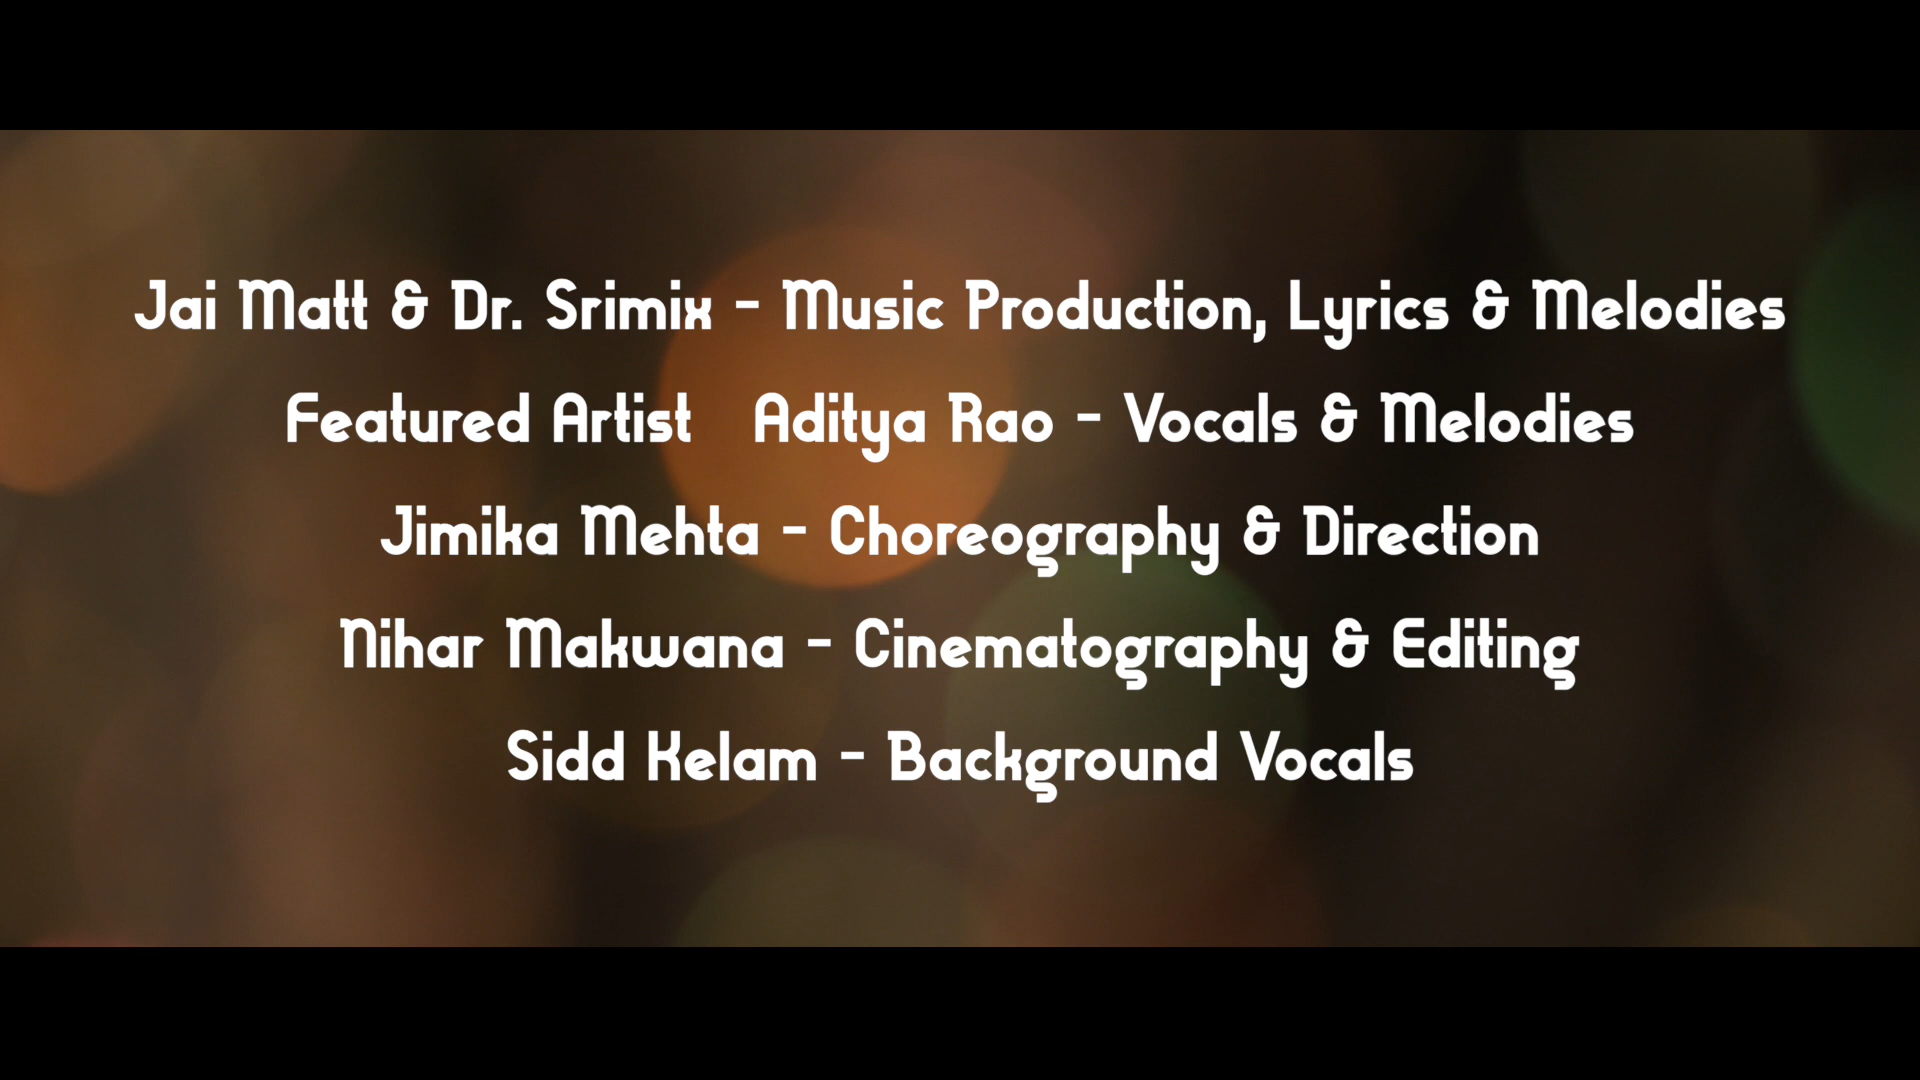 Jai Matt & Dr. Srimix - Music Production, Lyrics & Melodies
Featured Artist Aditya Rao - Vocals & Melodies
Jimika Mehta - Choreography & Direction
Nihar Makwana - Cinematography & Editing
Sidd Kelam - Background Vocals